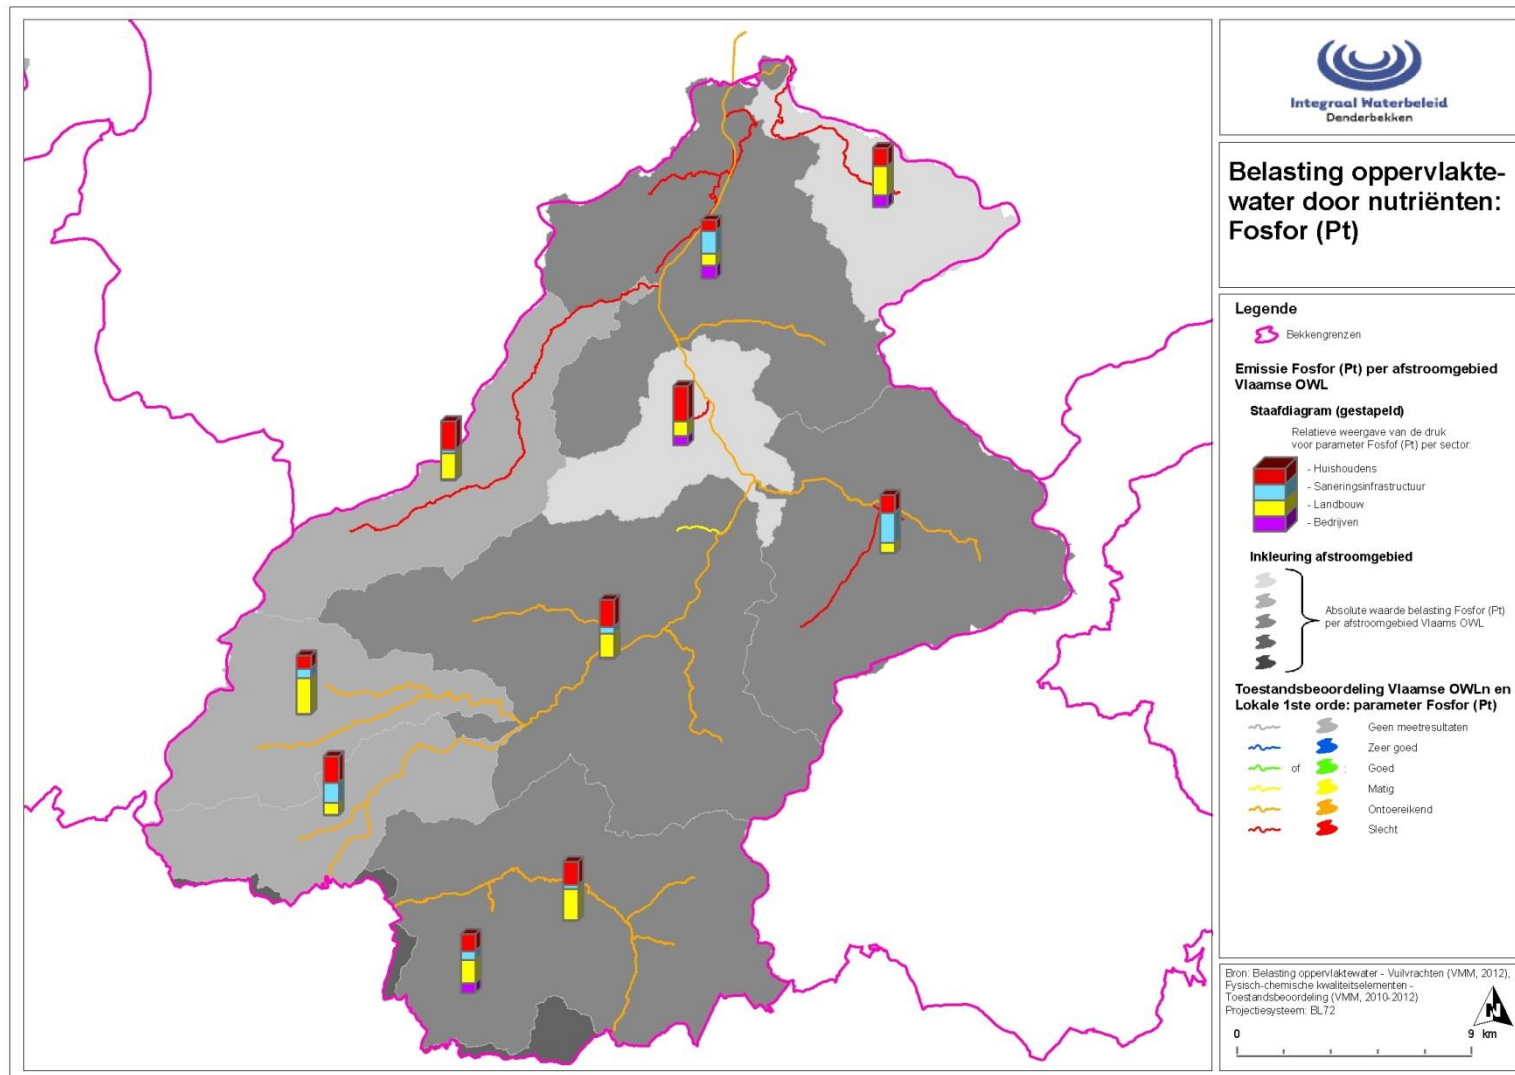 Integraal Waterbeleid
Denderbekken
Belasting oppervlakte-
water door nutriënten:
Fosfor (Pt)
Legende
Bekkengrenzen
Emissie Fosfor (Pt) per afstroomgebied
Vlaamse OWL
Staafdiagram (gestapeld)
Relatieve weergave van de druk
voor parameter Fosfof (Pt) per sector:
- Huishoudens
- Saneringsinfrastructuur
- Landbouw
- Bedrijven
Inkleuring afstroomgebied
Absolute waarde belasting Fosfor (Pt)
per afstroomgebied Vlaams OWL
Toestandsbeoordeling Vlaamse OWLn en
Lokale 1ste orde: parameter Fosfor (Pt)
Geen meetresultaten
Zeer goed
of : Goed
Matig
Ontoereikend
Slecht
Bron: Belasting oppervlaktewater - Vuilvrachten (VMM, 2012),
Fysisch-chemische kwaliteitselementen -
Toestandsbeoordeling (VMM, 2010-2012)
Projectiesysteem: BL72
N
0 9 km